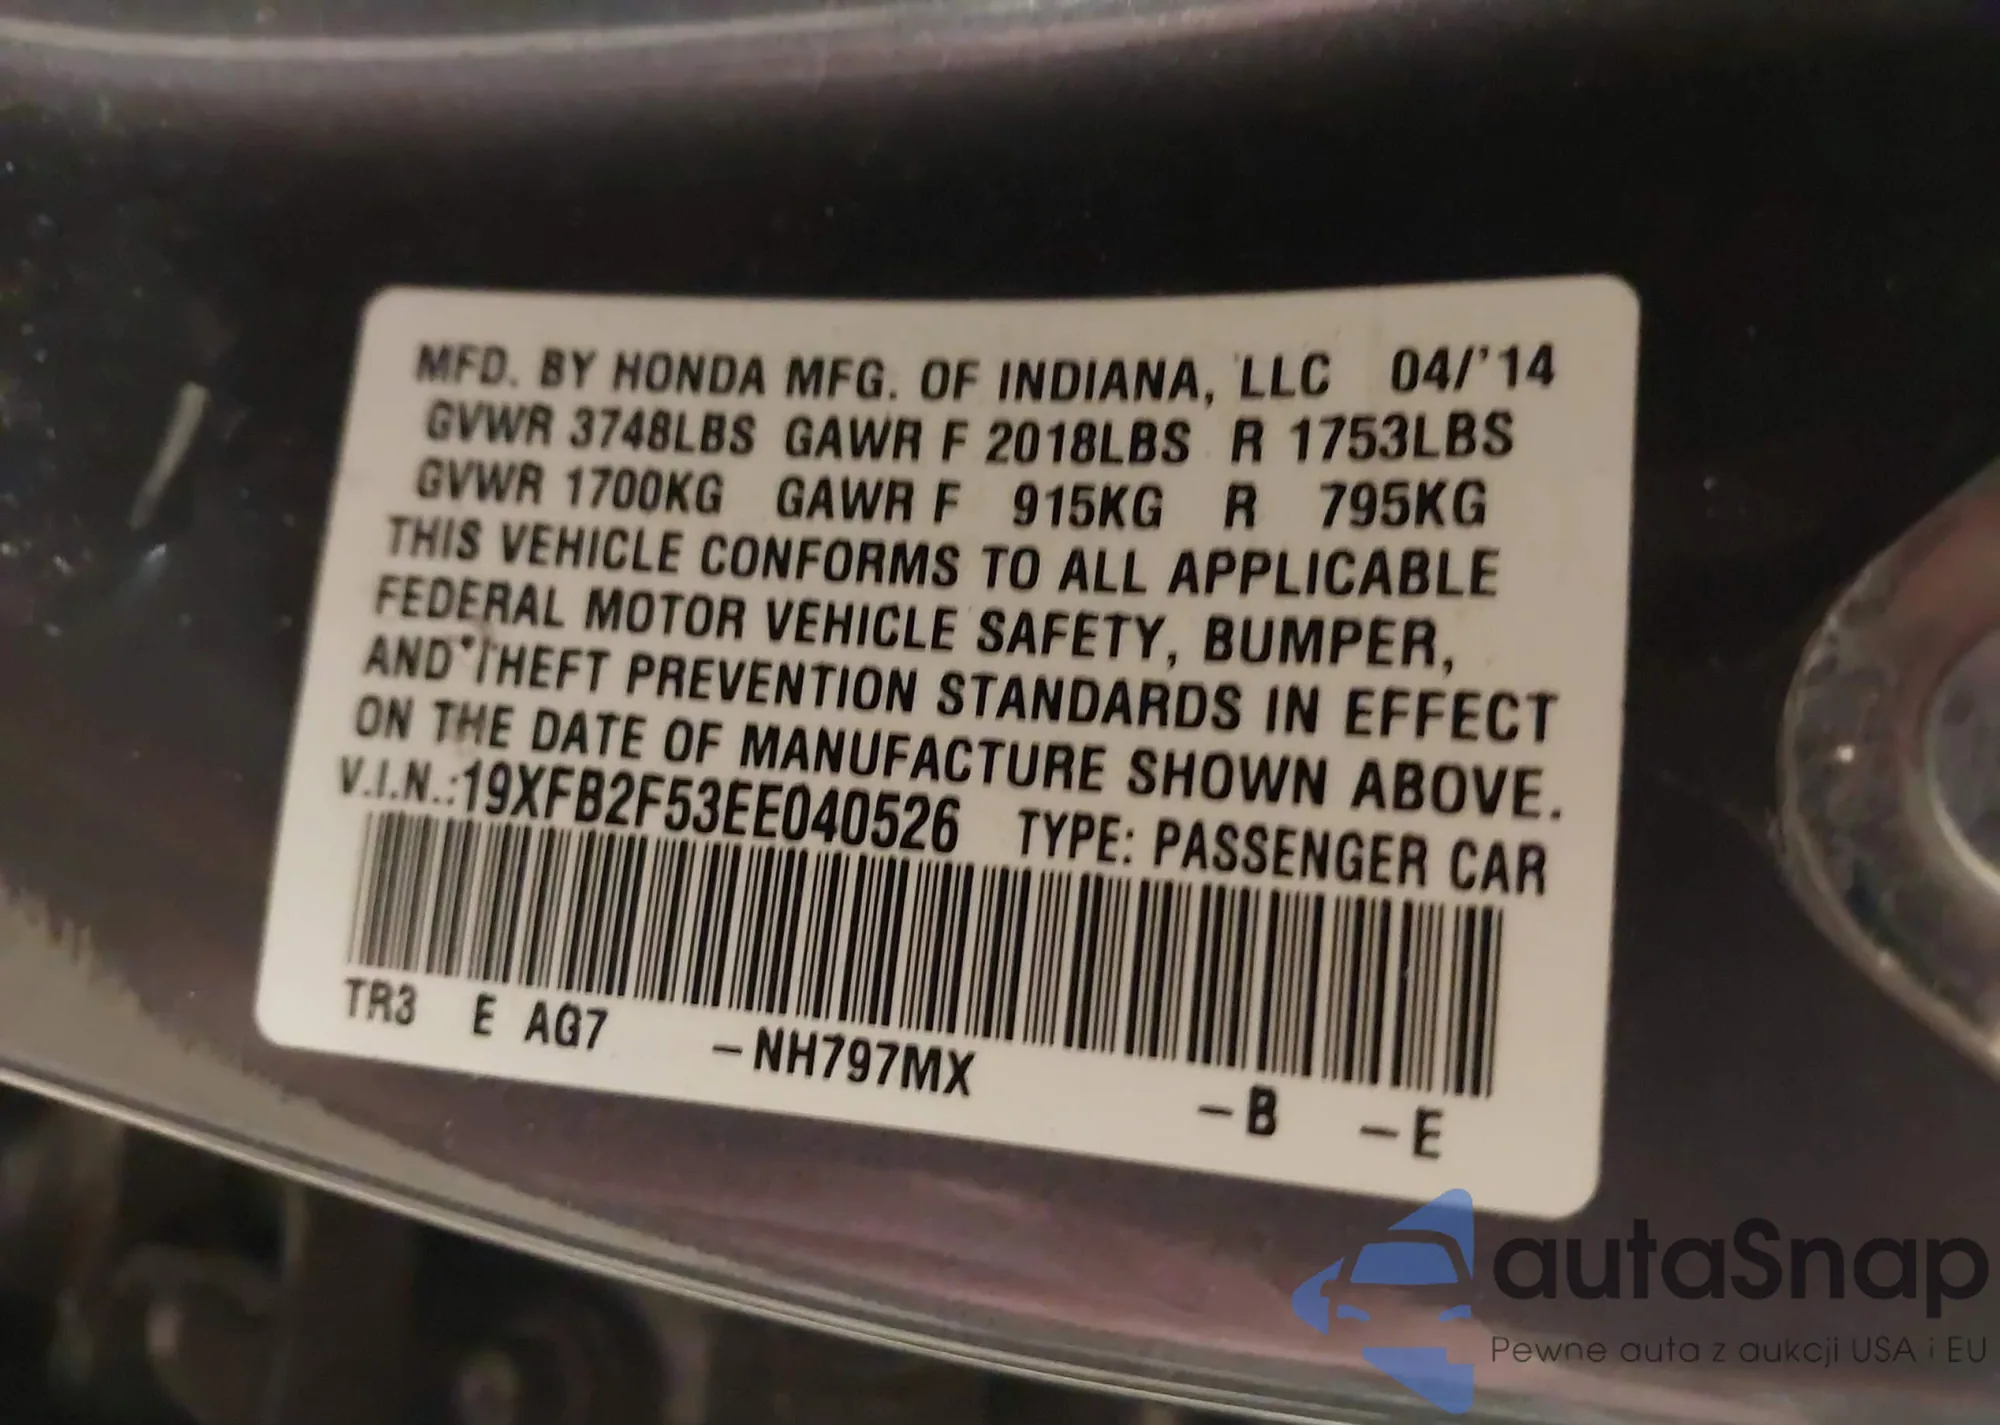 MFD. BY HONDA MFG. OF INDIANA, LLC 04/'14
GVWR 3748LBS GAWR F 2018LBS R 1753LBS
GVWR 1700KG GAWR F 915KG R 795KG
THIS VEHICLE CONFORMS TO ALL APPLICABLE
FEDERAL MOTOR VEHICLE SAFETY, BUMPER,
AND THEFT PREVENTION STANDARDS IN EFFECT
ON THE DATE OF MANUFACTURE SHOWN ABOVE.
V.I.N.:19XFB2F53EE040526 TYPE: PASSENGER CAR
TR3 E AG7 -NH797MX -B -E
autaSnap
Pewne auta z aukcji USA i EU